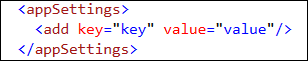 <appSettings>
<add key="key" value="value"/>
</appSettings>